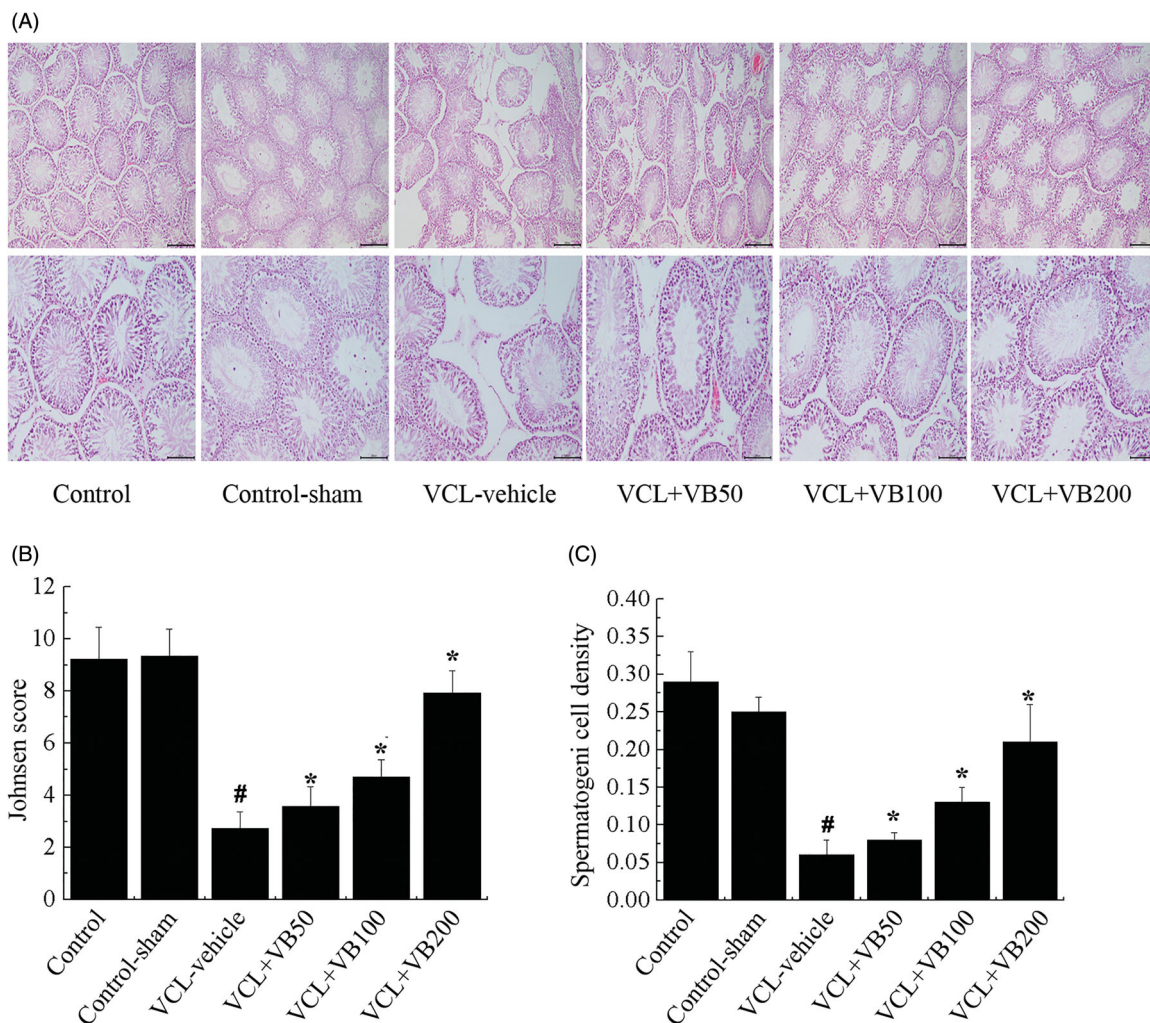 (A)
Control
Control-sham
VCL-vehicle
VCL+VB50
VCL+VB100
VCL+VB200
(B)
12
10
8
6
4
2
0
Johnsen score
#
*
*
*
Control
Control-sham
VCL-vehicle
VCL+VB50
VCL+VB100
VCL+VB200
(C)
0.40
0.35
0.30
0.25
0.20
0.15
0.10
0.05
0.00
Spermatogeni cell density
#
*
*
*
Control
Control-sham
VCL-vehicle
VCL+VB50
VCL+VB100
VCL+VB200